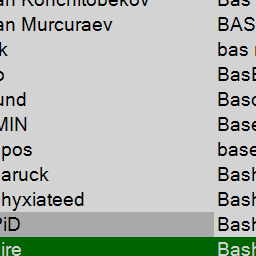 an Konchitobekov Bas
an Murcuraev BAS
k bas
o BasE
und Basc
MIN Base
pos base
aruck Bash
hyxiateed Bash
PiD Bash
ire Bash